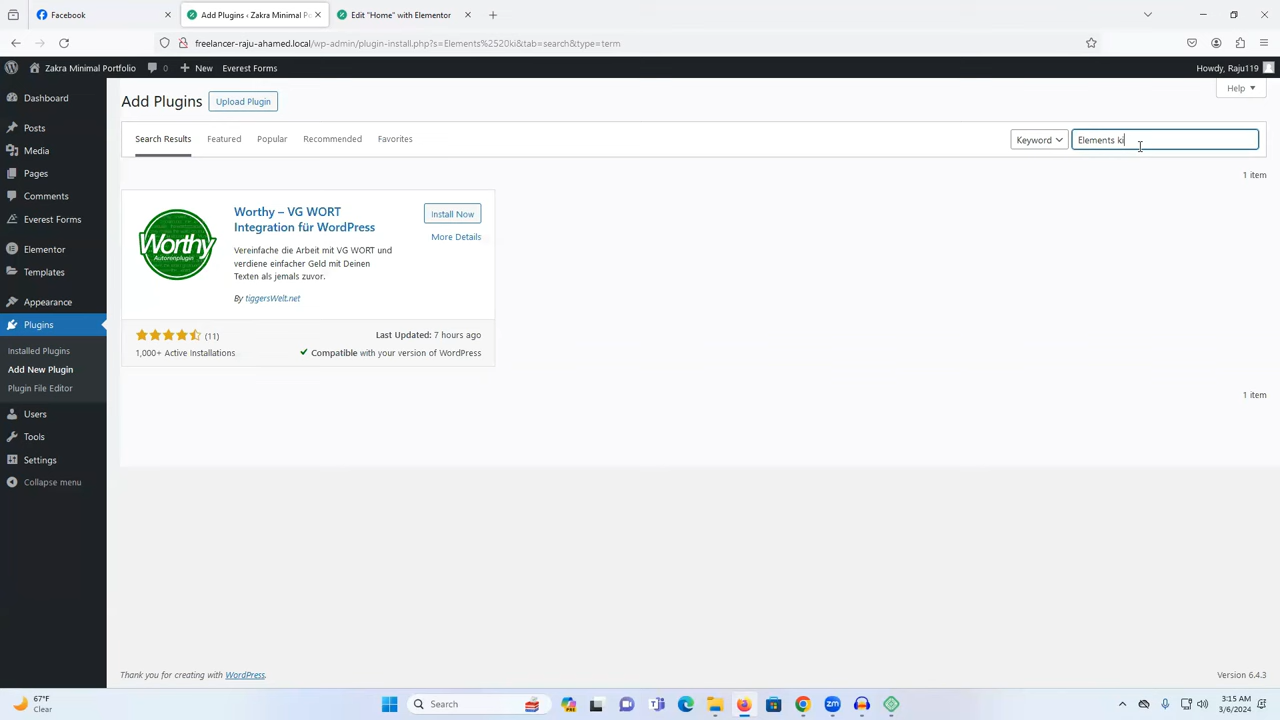 Facebook
Add Plugins ‹ Zakra Minimal Po
Edit "Home" with Elementor
freelancer-raju-ahamed.local/wp-admin/plugin-install.php?s=Elements%2520ki&tab=search&type=term
Zakra Minimal Portfolio
0
New
Everest Forms
Howdy, Raju119
Dashboard
Posts
Media
Pages
Comments
Everest Forms
Elementor
Templates
Appearance
Plugins
Installed Plugins
Add New Plugin
Plugin File Editor
Users
Tools
Settings
Collapse menu
Add Plugins
Upload Plugin
Help
Search Results
Featured
Popular
Recommended
Favorites
Keyword
Elements ki
1 item
Worthy
Autorenplugin
Worthy – VG WORT
Integration für WordPress
Install Now
More Details
Vereinfache die Arbeit mit VG WORT und
verdiene einfacher Geld mit Deinen
Texten als jemals zuvor.
By tiggersWelt.net
(11)
Last Updated: 7 hours ago
1,000+ Active Installations
Compatible with your version of WordPress
1 item
Thank you for creating with WordPress.
Version 6.4.3
67°F
Clear
Search
3:15 AM
3/6/2024